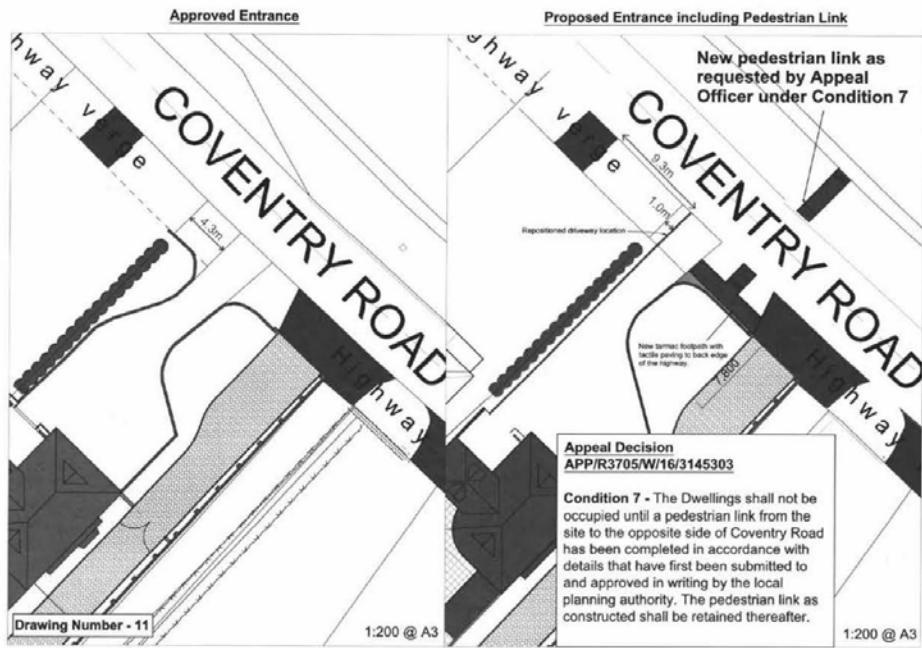 Approved Entrance
Proposed Entrance including Pedestrian Link
highway verge
COVENTRY ROAD
4.3m
Highway
Drawing Number - 11
1:200 @ A3
ghway verge
COVENTRY ROAD
New pedestrian link as
requested by Appeal
Officer under Condition 7
9.3m
1.0m
Repositioned driveway location
New tarmac footpath with
tactile paving to back edge
of the highway.
7,800
Highway
Appeal Decision
APP/R3705/W/16/3145303
Condition 7 - The Dwellings shall not be
occupied until a pedestrian link from the
site to the opposite side of Coventry Road
has been completed in accordance with
details that have first been submitted to
and approved in writing by the local
planning authority. The pedestrian link as
constructed shall be retained thereafter.
1:200 @ A3